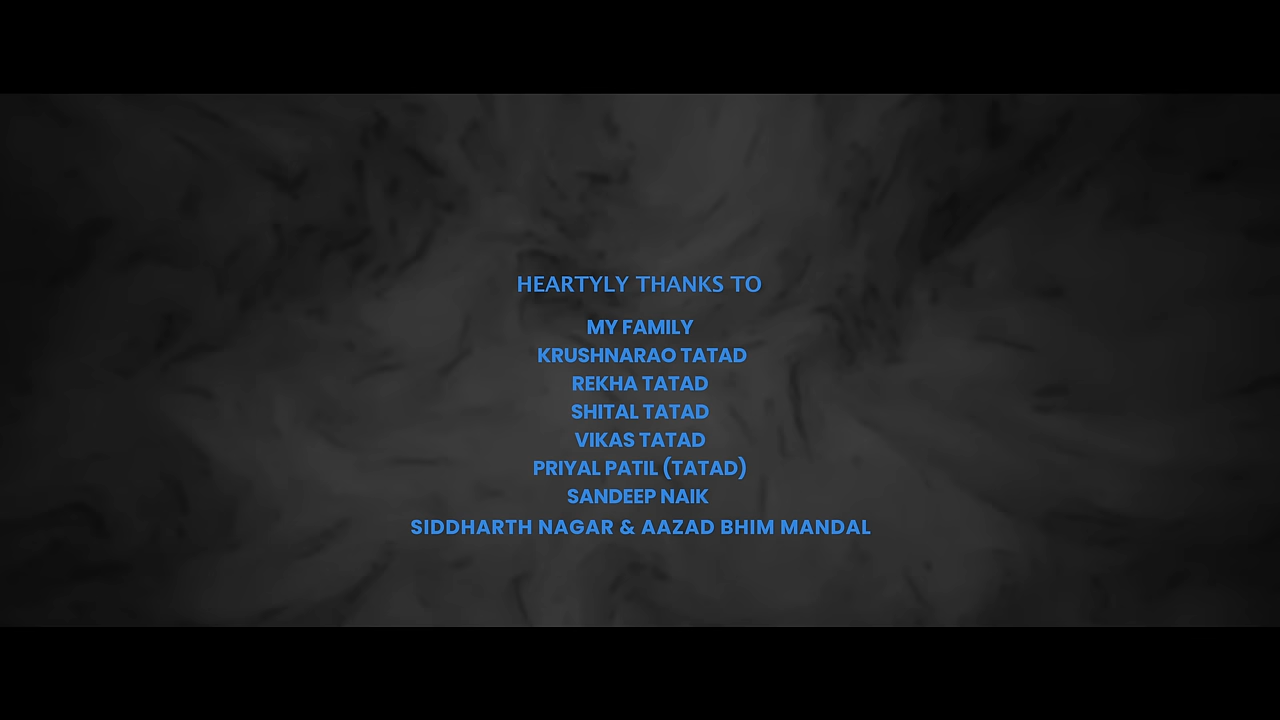 HEARTYLY THANKS TO
MY FAMILY
KRUSHNARAO TATAD
REKHA TATAD
SHITAL TATAD
VIKAS TATAD
PRIYAL PATIL (TATAD)
SANDEEP NAIK
SIDDHARTH NAGAR & AAZAD BHIM MANDAL